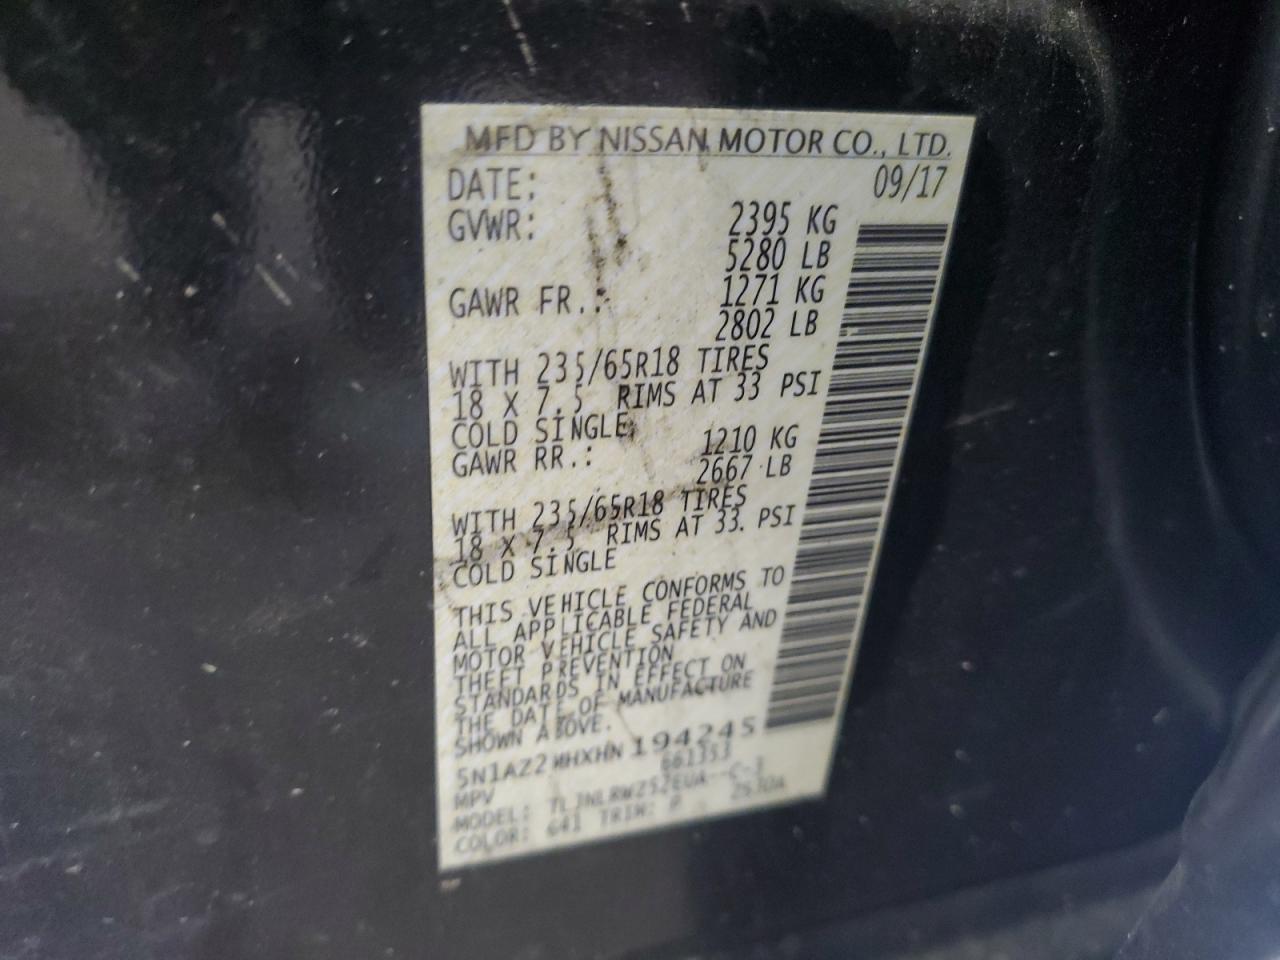 MFD BY NISSAN MOTOR CO., LTD.
DATE: 09/17
GVWR: 2395 KG
5280 LB
GAWR FR.: 1271 KG
2802 LB
WITH 235/65R18 TIRES
18 X 7.5 RIMS AT 33 PSI
COLD SINGLE
GAWR RR.: 1210 KG
2667 LB
WITH 235/65R18 TIRES
18 X 7.5 RIMS AT 33. PSI
COLD SINGLE
THIS VEHICLE CONFORMS TO
ALL APPLICABLE FEDERAL
MOTOR VEHICLE SAFETY AND
THEFT PREVENTION
STANDARDS IN EFFECT ON
THE DATE OF MANUFACTURE
SHOWN ABOVE.
5N1AZ2MHXHN194245
MPV 661353
MODEL:
COLOR: TRIM: P